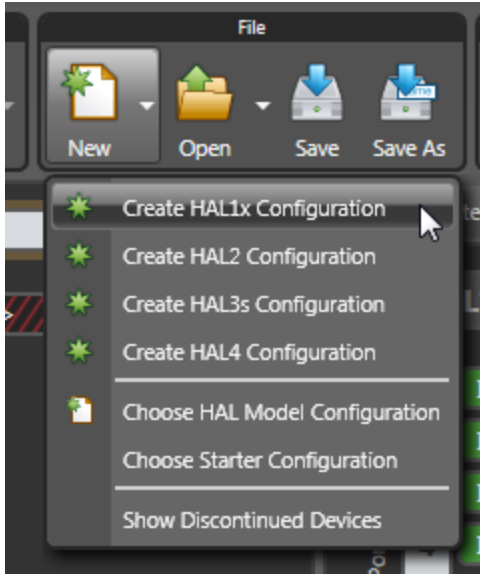 File
New
Open
Save
Save As
Create HAL1x Configuration
Create HAL2 Configuration
Create HAL3s Configuration
Create HAL4 Configuration
Choose HAL Model Configuration
Choose Starter Configuration
Show Discontinued Devices